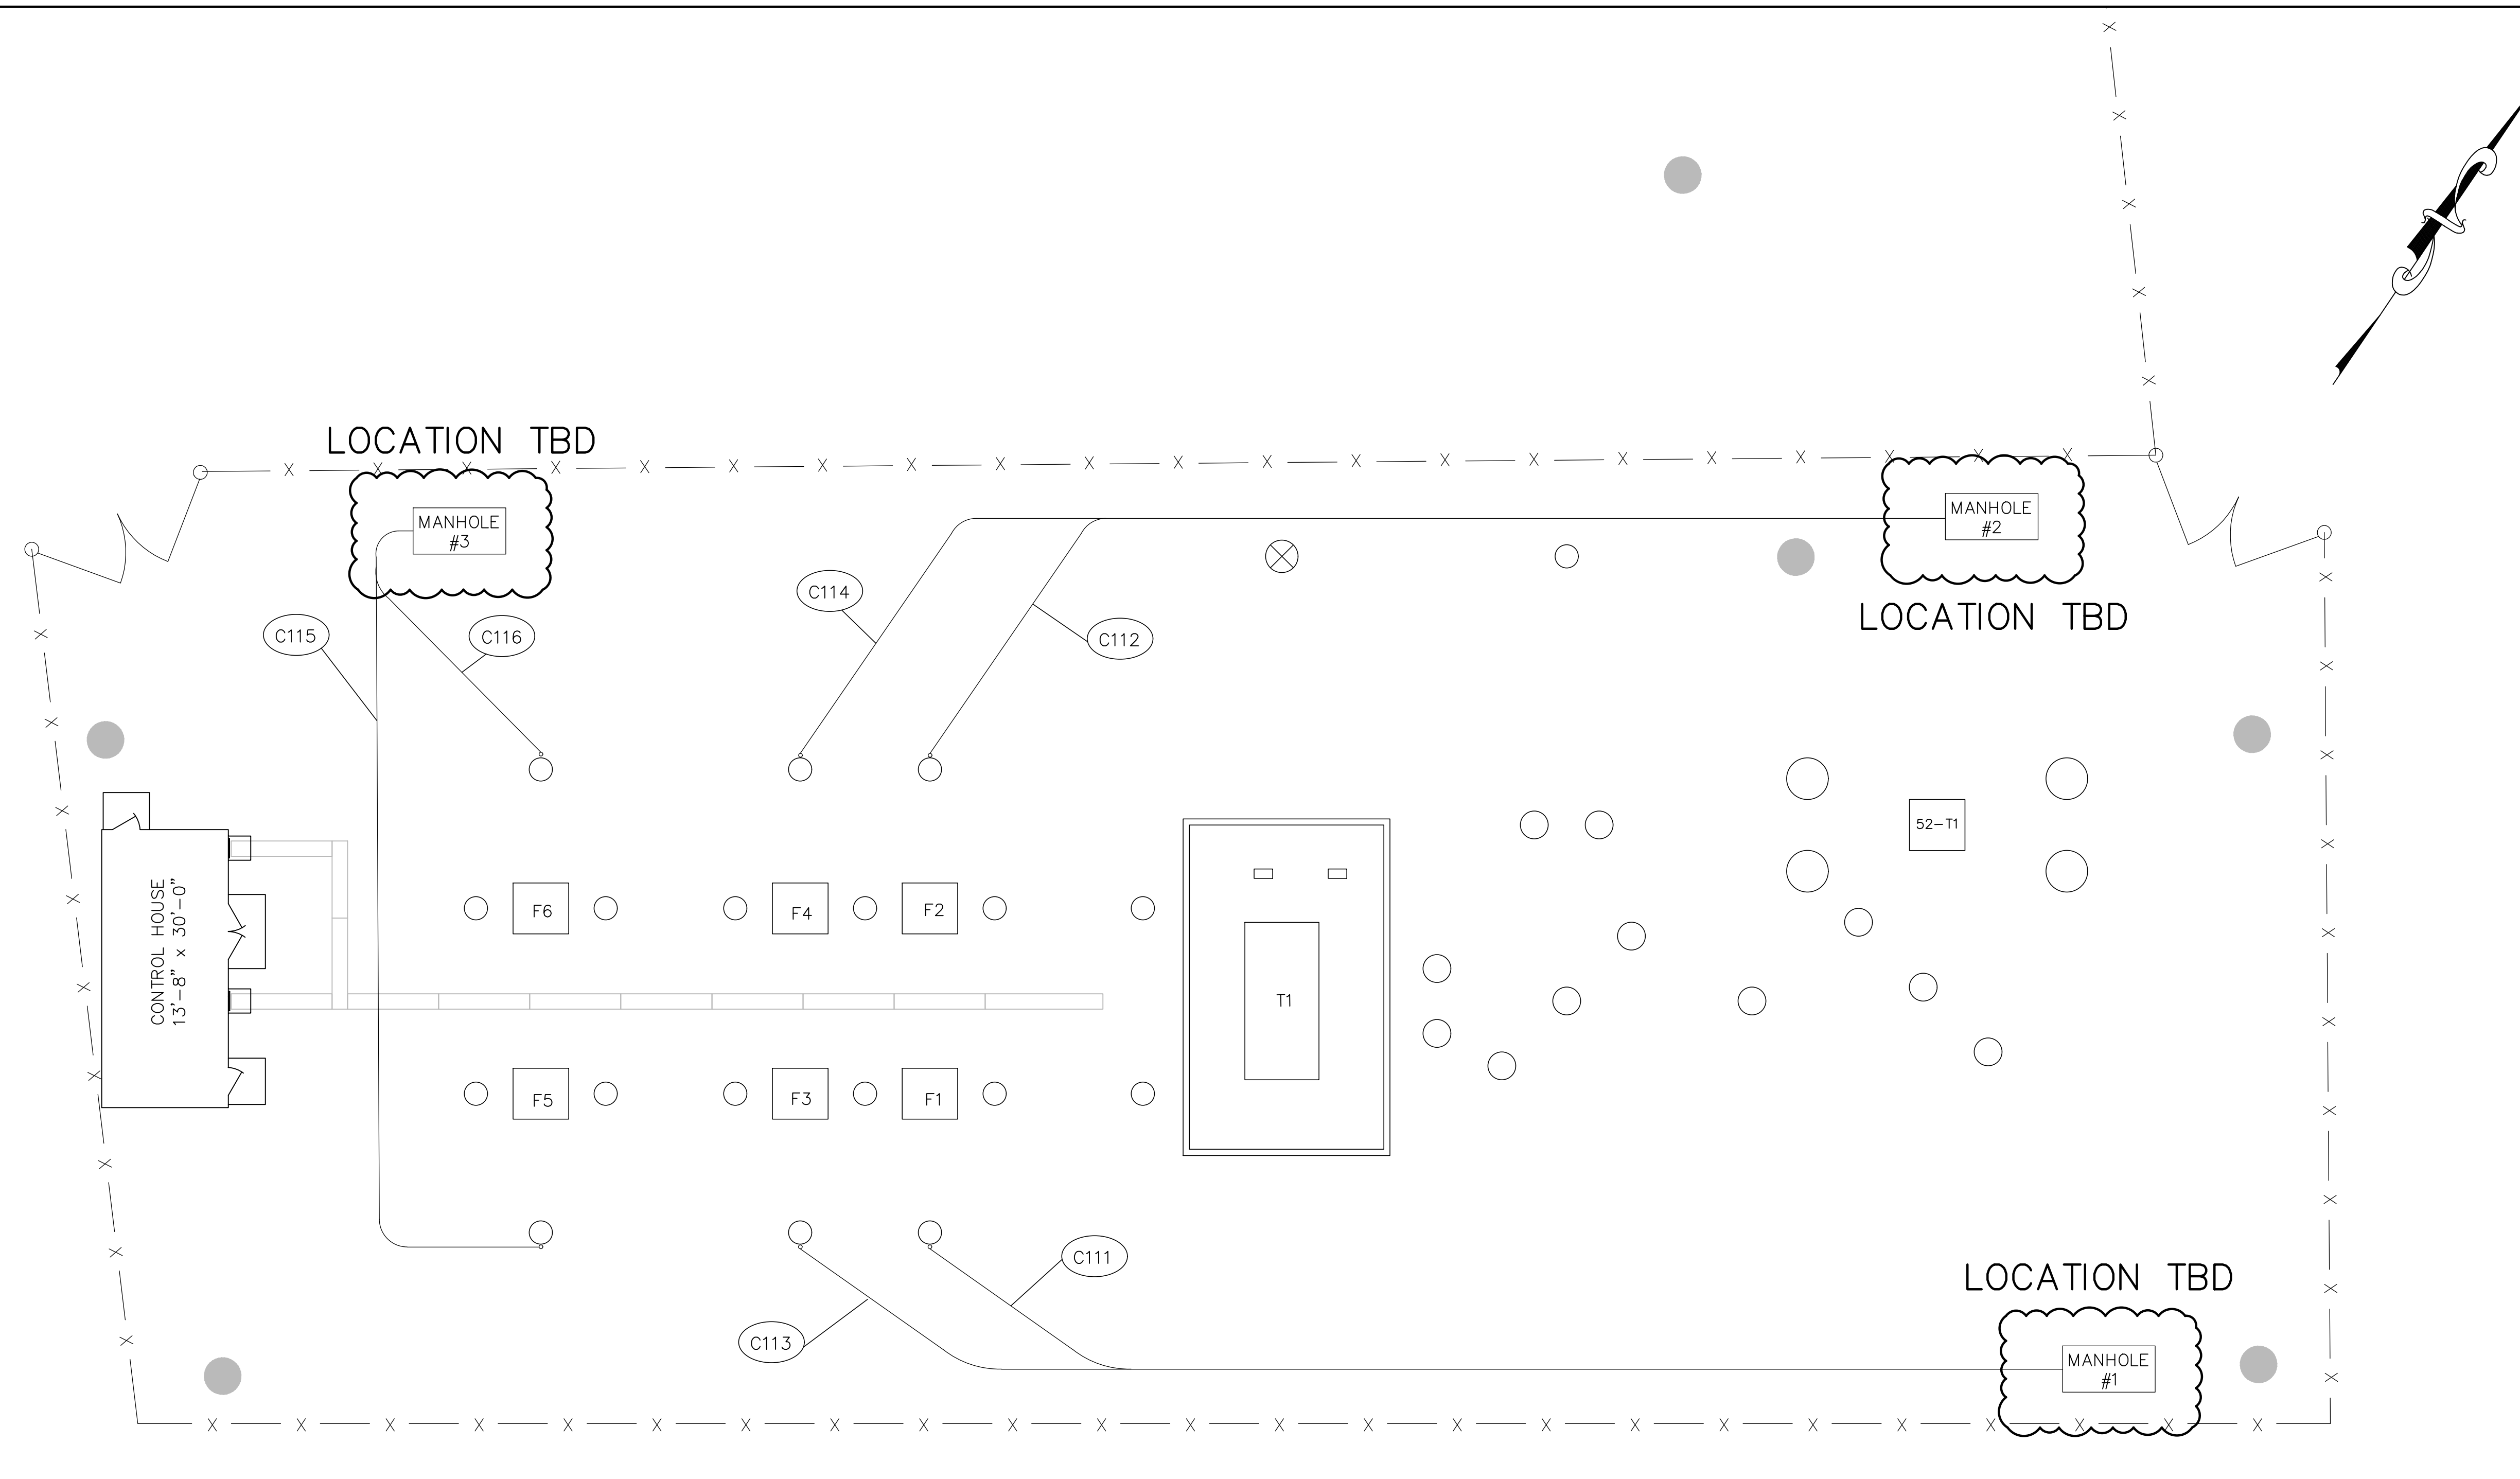 LOCATION TBD
MANHOLE
#3
MANHOLE
#2
LOCATION TBD
C114
C112
C115
C116
52-T1
CONTROL HOUSE
13'-8" x 30'-0"
F6
F4
F2
T1
F5
F3
F1
C111
C113
LOCATION TBD
MANHOLE
#1